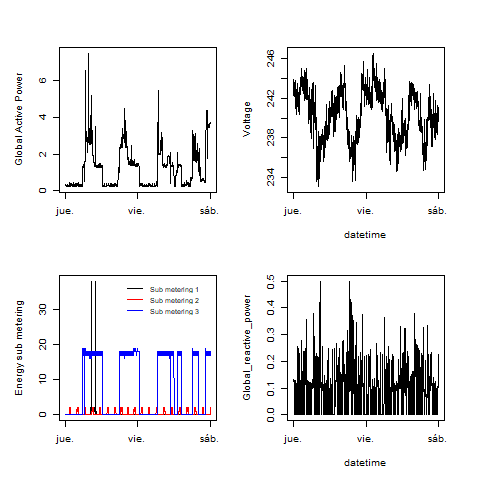 Global Active Power
0 2 4 6
jue. vie. sáb.
Voltage
234 238 242 246
jue. vie. sáb.
datetime
Energy sub metering
0 10 20 30
Sub metering 1
Sub metering 2
Sub metering 3
jue. vie. sáb.
Global_reactive_power
0.0 0.1 0.2 0.3 0.4 0.5
jue. vie. sáb.
datetime